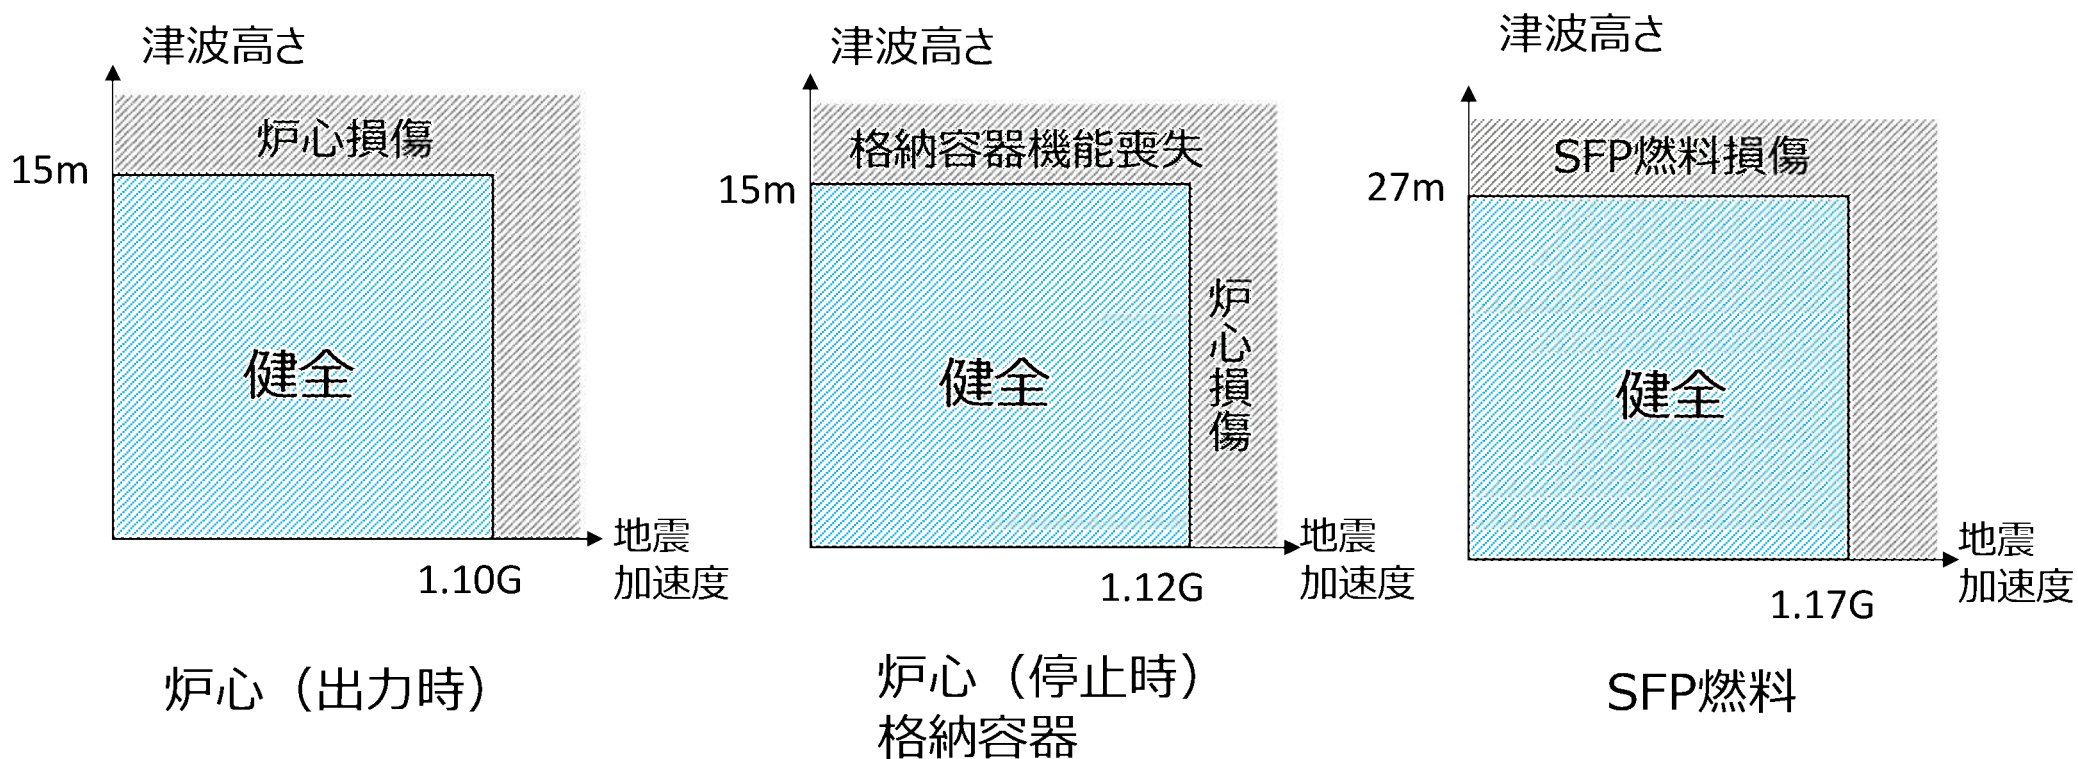 津波高さ
炉心損傷
15m
健全
1.10G
地震
加速度
炉心（出力時）
津波高さ
格納容器機能喪失
15m
健全
炉心損傷
1.12G
地震
加速度
炉心（停止時）
格納容器
津波高さ
SFP燃料損傷
27m
健全
1.17G
地震
加速度
SFP燃料